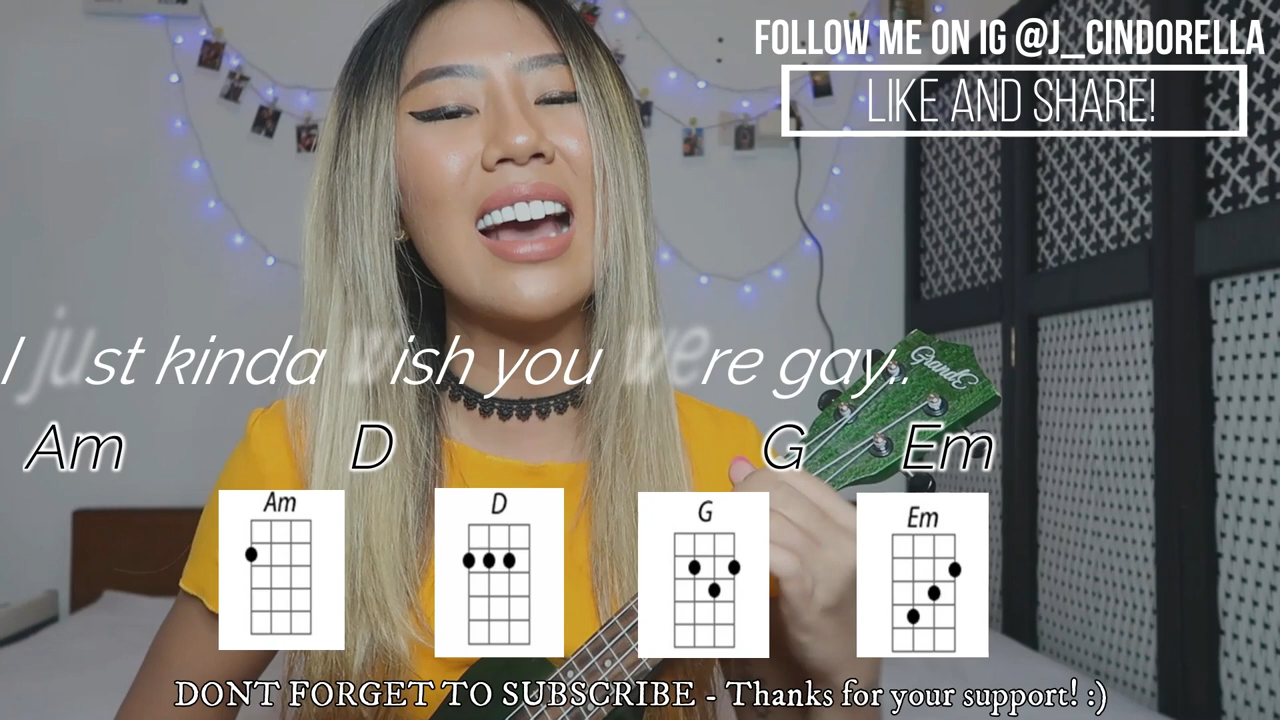 FOLLOW ME ON IG @J_CINDORELLA
LIKE AND SHARE!
I just kinda wish you were gay..
Am D G Em
Am D G Em
GrandE
DONT FORGET TO SUBSCRIBE - Thanks for your support! :)